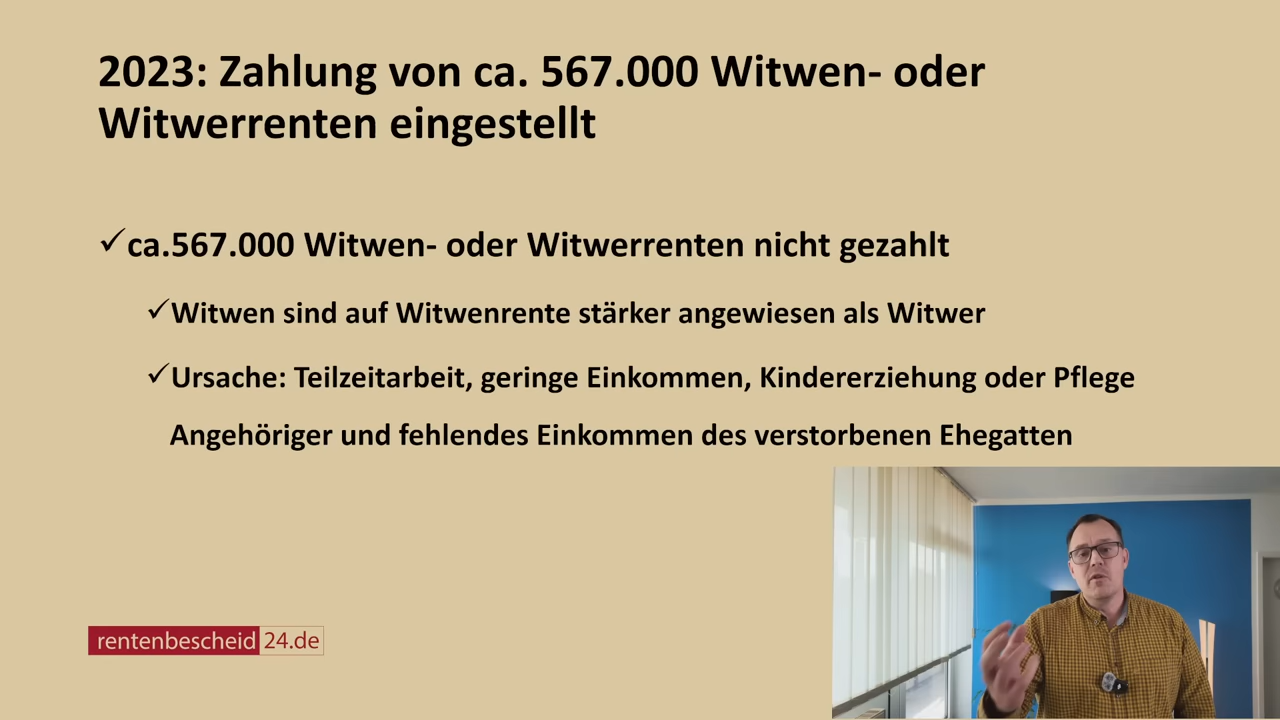 2023: Zahlung von ca. 567.000 Witwen- oder
Witwerrenten eingestellt
✓ca.567.000 Witwen- oder Witwerrenten nicht gezahlt
✓Witwen sind auf Witwenrente stärker angewiesen als Witwer
✓Ursache: Teilzeitarbeit, geringe Einkommen, Kindererziehung oder Pflege
Angehöriger und fehlendes Einkommen des verstorbenen Ehegatten
rentenbescheid 24.de